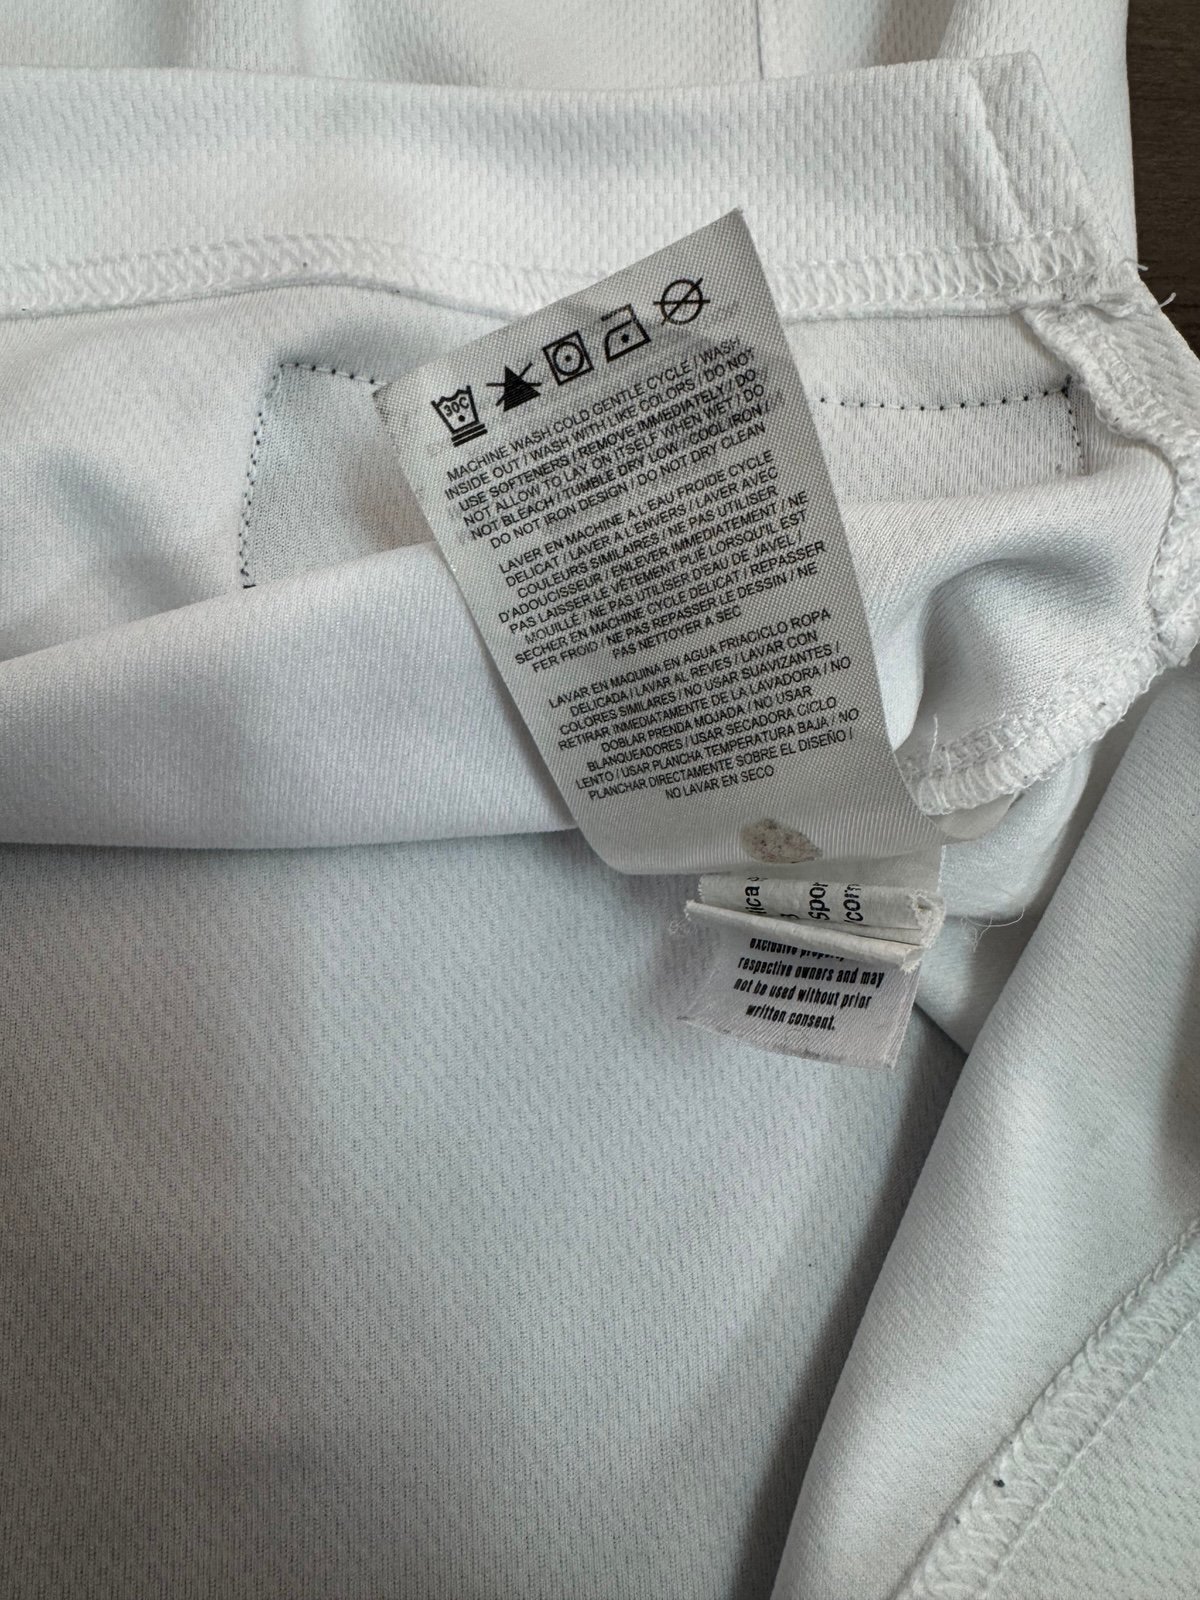 30C
MACHINE WASH COLD GENTLE CYCLE / WASH
INSIDE OUT / WASH WITH LIKE COLORS / DO NOT
USE SOFTENERS / REMOVE IMMEDIATELY / DO
NOT ALLOW TO LAY ON ITSELF WHEN WET / DO
NOT BLEACH / TUMBLE DRY LOW / COOL IRON /
DO NOT IRON DESIGN / DO NOT DRY CLEAN
LAVER EN MACHINE A L'EAU FROIDE CYCLE
DELICAT / LAVER A L'ENVERS / LAVER AVEC
COULEURS SIMILAIRES / NE PAS UTILISER
D'ADOUCISSEUR / ENLEVER IMMEDIATEMENT / NE
PAS LAISSER LE VÊTEMENT PLIÉ LORSQU'IL EST
MOUILLÉ / NE PAS UTILISER D'EAU DE JAVEL /
SECHER EN MACHINE CYCLE DELICAT / REPASSER
FER FROID / NE PAS REPASSER LE DESSIN / NE
PAS NETTOYER A SEC
LAVAR EN MAQUINA EN AGUA FRIACICLO ROPA
DELICADA / LAVAR AL REVES / LAVAR CON
COLORES SIMILARES / NO USAR SUAVIZANTES /
RETIRAR INMEDIATAMENTE DE LA LAVADORA / NO
DOBLAR PRENDA MOJADA / NO USAR
BLANQUEADORES / USAR SECADORA CICLO
LENTO / USAR PLANCHA TEMPERATURA BAJA / NO
PLANCHAR DIRECTAMENTE SOBRE EL DISEÑO /
NO LAVAR EN SECO
exclusive
respective owners and may
not be used without prior
written consent.